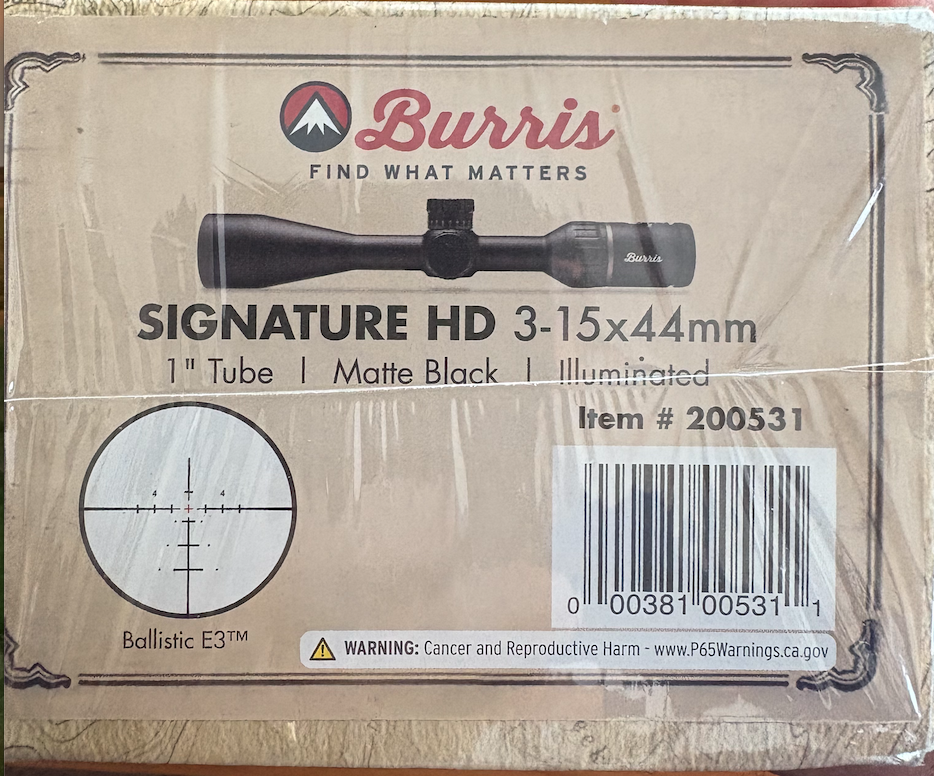 Burris
FIND WHAT MATTERS
Burris
SIGNATURE HD 3-15x44mm
1" Tube | Matte Black | Illuminated
Item # 200531
4 4
0 00381 00531 1
Ballistic E3™
WARNING: Cancer and Reproductive Harm - www.P65Warnings.ca.gov